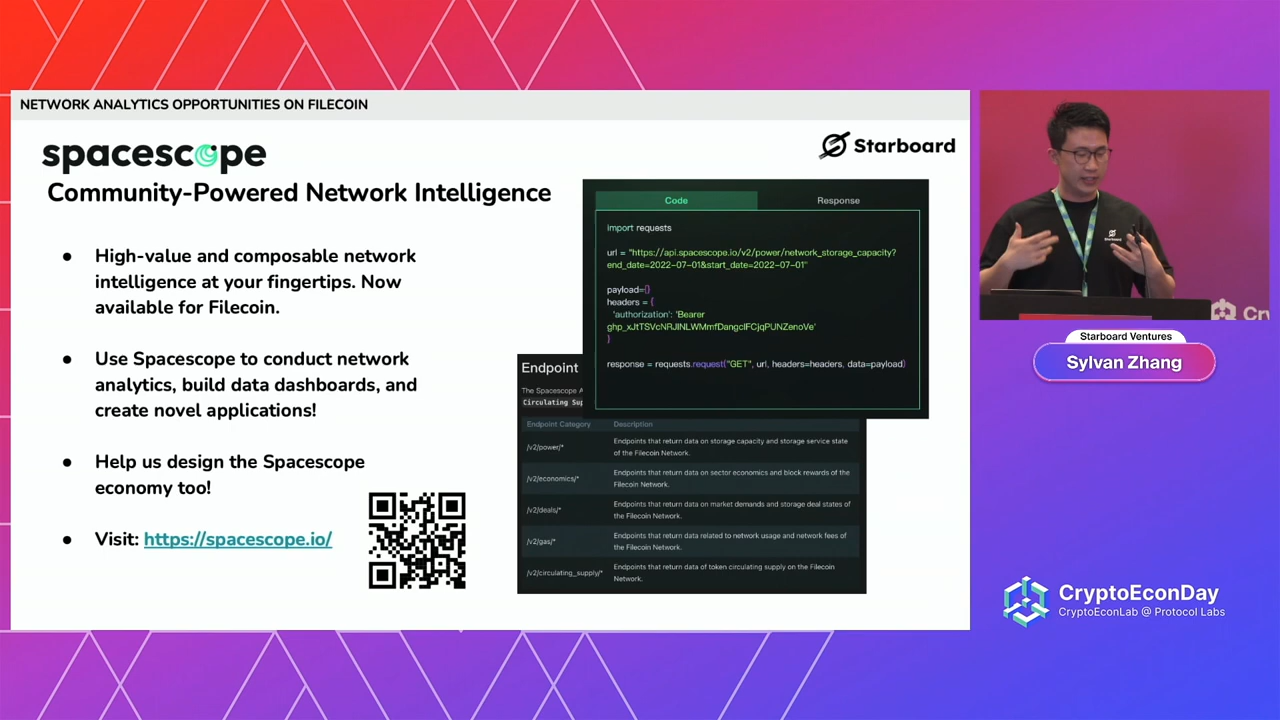 NETWORK ANALYTICS OPPORTUNITIES ON FILECOIN
spacescope
Starboard
Community-Powered Network Intelligence
● High-value and composable network
intelligence at your fingertips. Now
available for Filecoin.
● Use Spacescope to conduct network
analytics, build data dashboards, and
create novel applications!
● Help us design the Spacescope
economy too!
● Visit: https://spacescope.io/
Code
Response
import requests
url = "https://api.spacescope.io/v2/power/network_storage_capacity?
end_date=2022-07-01&start_date=2022-07-01"
payload={}
headers = {
'authorization': 'Bearer
}
response = requests.request("GET", url, headers=headers, data=payload)
Endpoint
The Spacescope A
Circulating Sup
Endpoint Category
Description
/v2/power/*
Endpoints that return data on storage capacity and storage service state
of the Filecoin Network.
/v2/economics/*
Endpoints that return data on sector economics and block rewards of the
Filecoin Network.
/v2/deals/*
Endpoints that return data on market demands and storage deal states of
the Filecoin Network.
/v2/gas/*
Endpoints that return data related to network usage and network fees of
the Filecoin Network.
/v2/circulating_supply/*
Endpoints that return data of token circulating supply on the Filecoin
Network.
Starboard
Cry
Starboard Ventures
Sylvan Zhang
CryptoEconDay
CryptoEconLab @ Protocol Labs